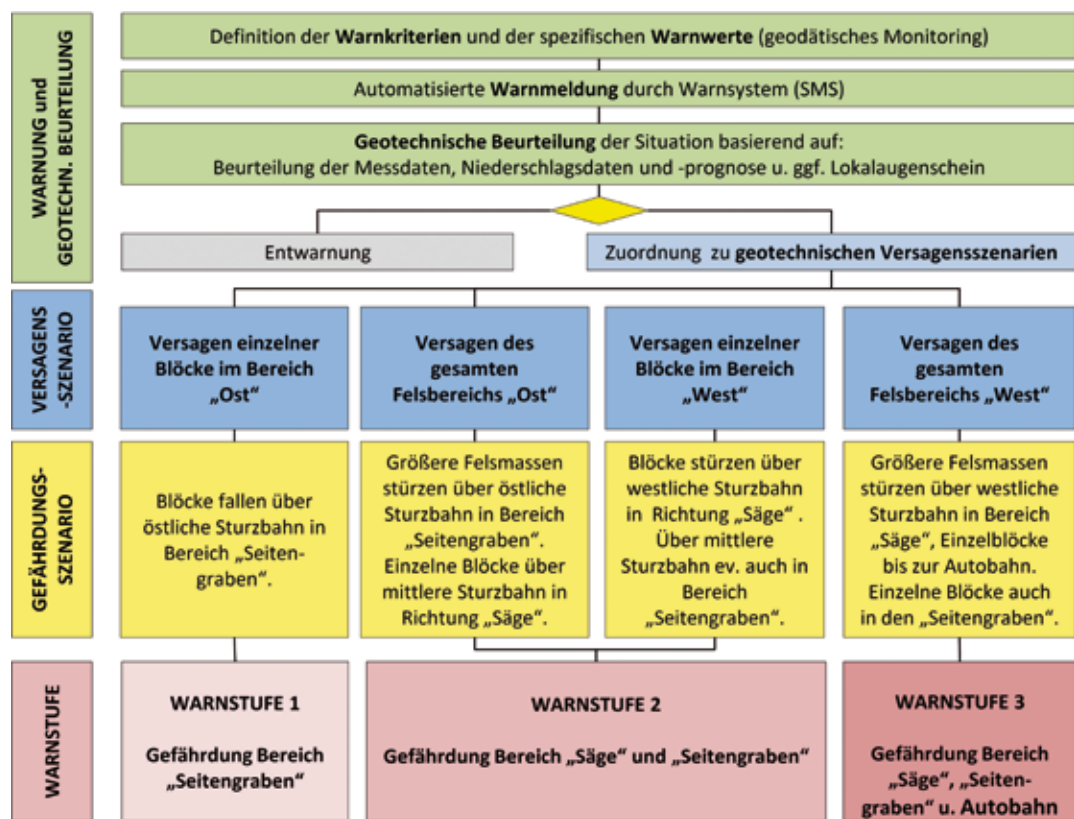 WARNUNG und
GEOTECHN. BEURTEILUNG
Definition der Warnkriterien und der spezifischen Warnwerte (geodätisches Monitoring)
Automatisierte Warnmeldung durch Warnsystem (SMS)
Geotechnische Beurteilung der Situation basierend auf:
Beurteilung der Messdaten, Niederschlagsdaten und -prognose u. ggf. Lokalaugenschein
Entwarnung
Zuordnung zu geotechnischen Versagensszenarien
VERSAGENS
-SZENARIO
Versagen einzelner
Blöcke im Bereich
„Ost“
Versagen des
gesamten
Felsbereichs „Ost“
Versagen einzelner
Blöcke im Bereich
„West“
Versagen des
gesamten
Felsbereichs „West“
GEFÄHRDUNGS-
SZENARIO
Blöcke fallen über
östliche Sturzbahn in
Bereich „Seiten-
graben“.
Größere Felsmassen
stürzen über östliche
Sturzbahn in Bereich
„Seitengraben“.
Einzelne Blöcke über
mittlere Sturzbahn in
Richtung „Säge“.
Blöcke stürzen über
westliche Sturzbahn
in Richtung „Säge“ .
Über mittlere
Sturzbahn ev. auch in
Bereich
„Seitengraben“.
Größere Felsmassen
stürzen über westliche
Sturzbahn in Bereich
„Säge“, Einzelblöcke
bis zur Autobahn.
Einzelne Blöcke auch
in den „Seitengraben“.
WARNSTUFE
WARNSTUFE 1
Gefährdung Bereich
„Seitengraben“
WARNSTUFE 2
Gefährdung Bereich „Säge“ und „Seitengraben“
WARNSTUFE 3
Gefährdung Bereich
„Säge“, „Seiten-
graben“ u. Autobahn